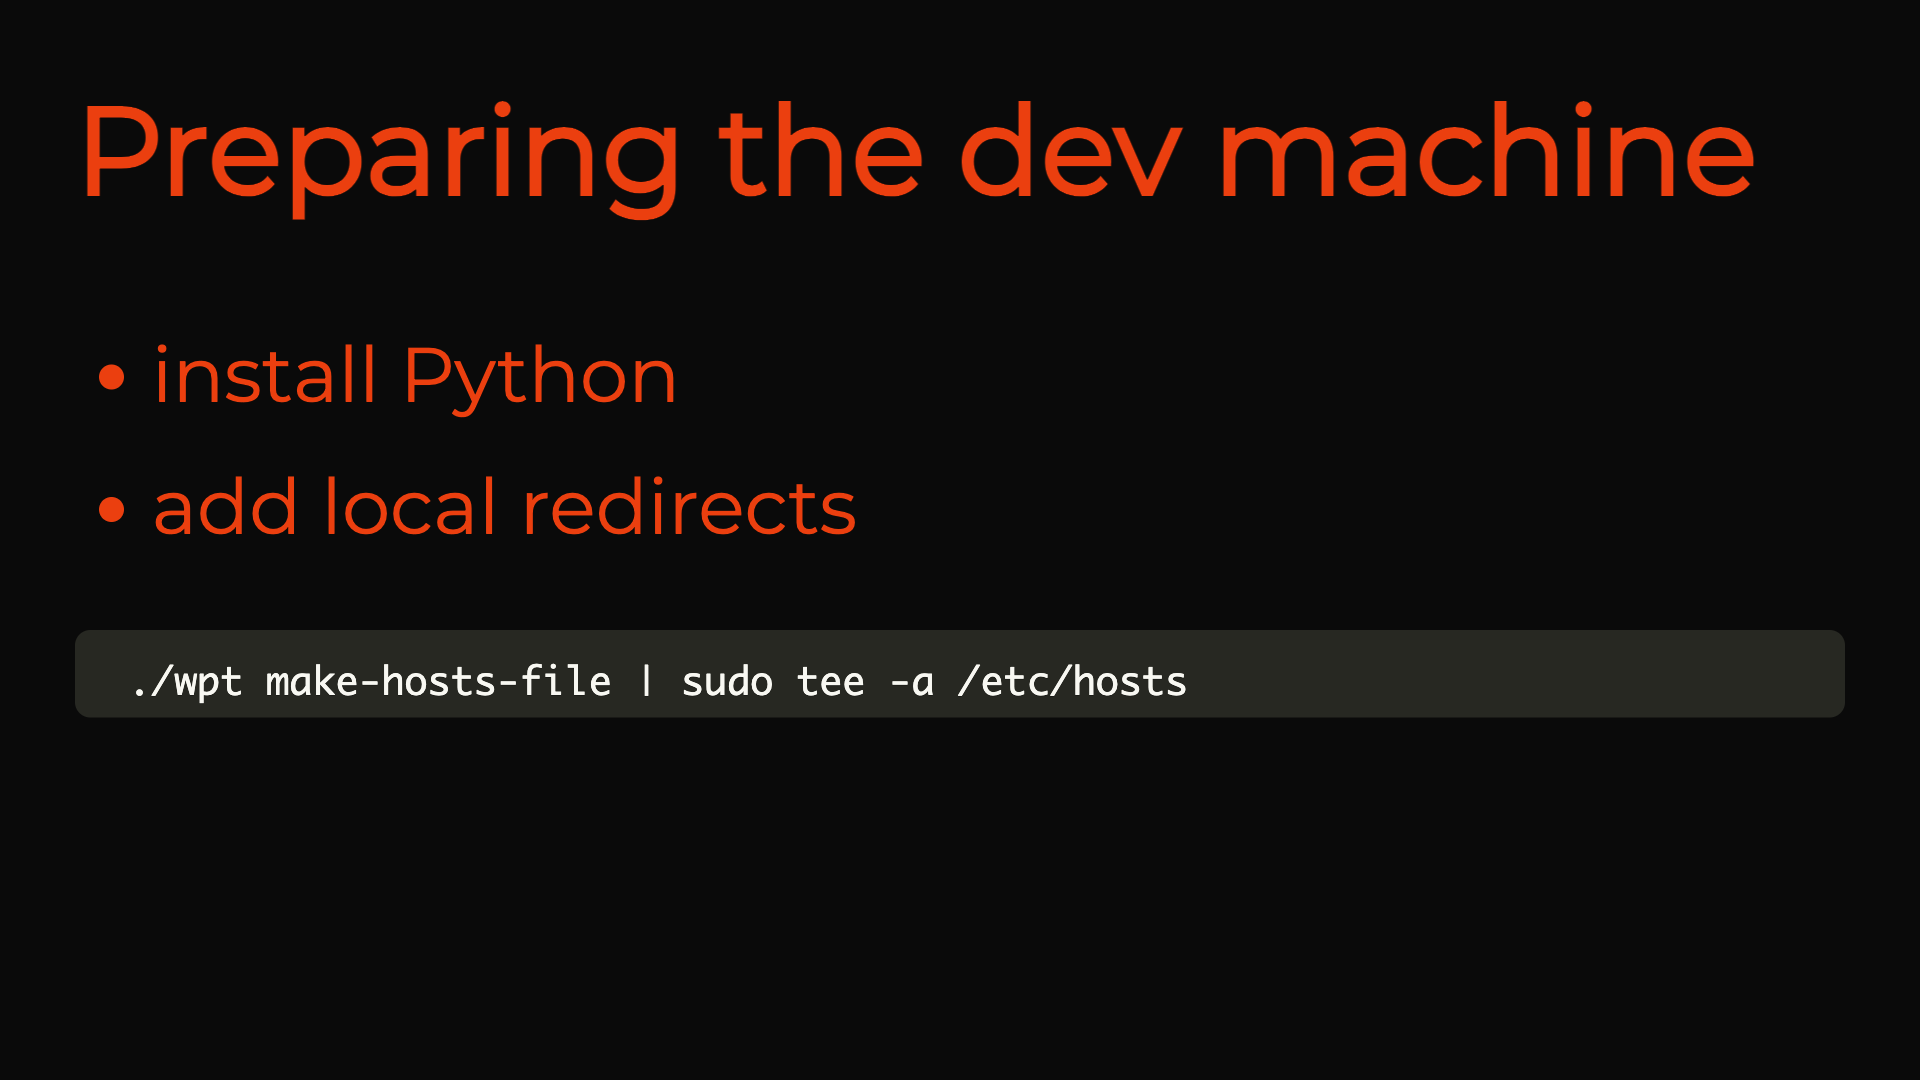 Preparing the dev machine
• install Python
• add local redirects
./wpt make-hosts-file | sudo tee -a /etc/hosts